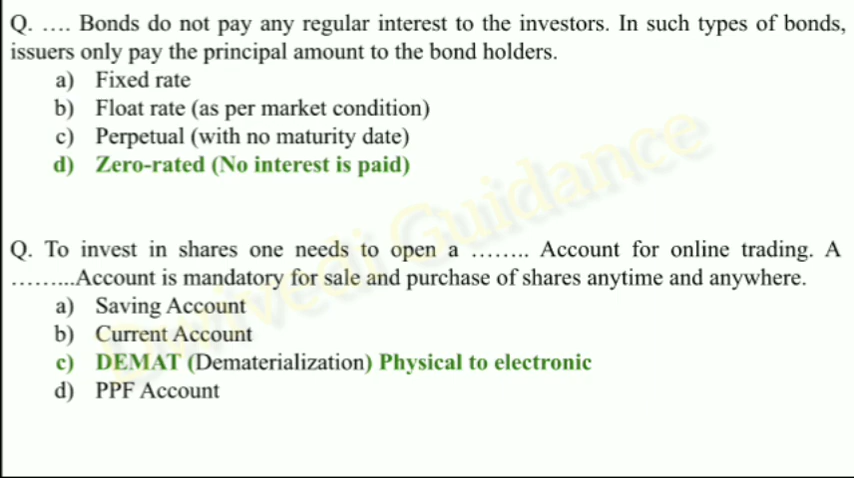 Q. .... Bonds do not pay any regular interest to the investors. In such types of bonds,
issuers only pay the principal amount to the bond holders.
a) Fixed rate
b) Float rate (as per market condition)
c) Perpetual (with no maturity date)
d) Zero-rated (No interest is paid)
Q. To invest in shares one needs to open a ........ Account for online trading. A
.........Account is mandatory for sale and purchase of shares anytime and anywhere.
a) Saving Account
b) Current Account
c) DEMAT (Dematerialization) Physical to electronic
d) PPF Account
Dwivedi Guidance